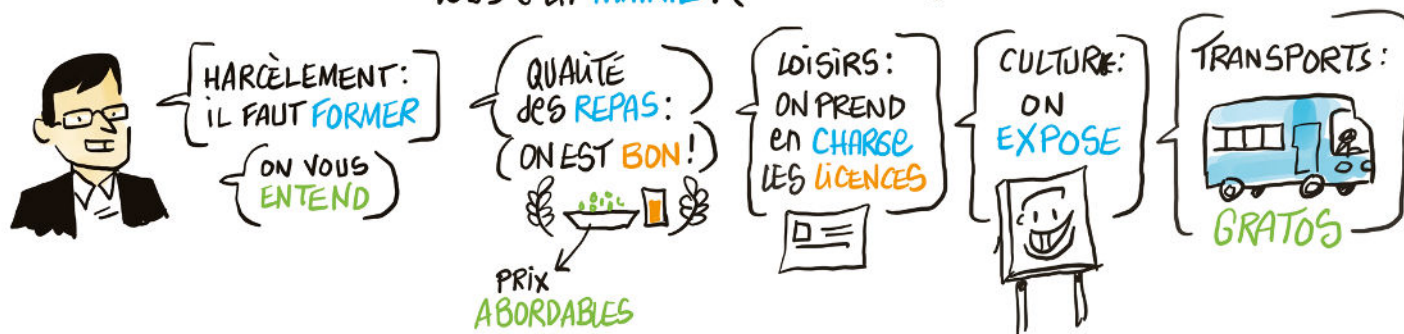 HARCÈLEMENT:
iL FAUT FORMER
ON VOUS
ENTEND
QUALiTÉ
des REPAS:
ON EST BON!
PRiX
ABORDABLES
LOiSiRS:
ON PREND
en CHARGE
LES LiCENCES
CULTURE:
ON
EXPOSE
TRANSPORTS:
GRATOS